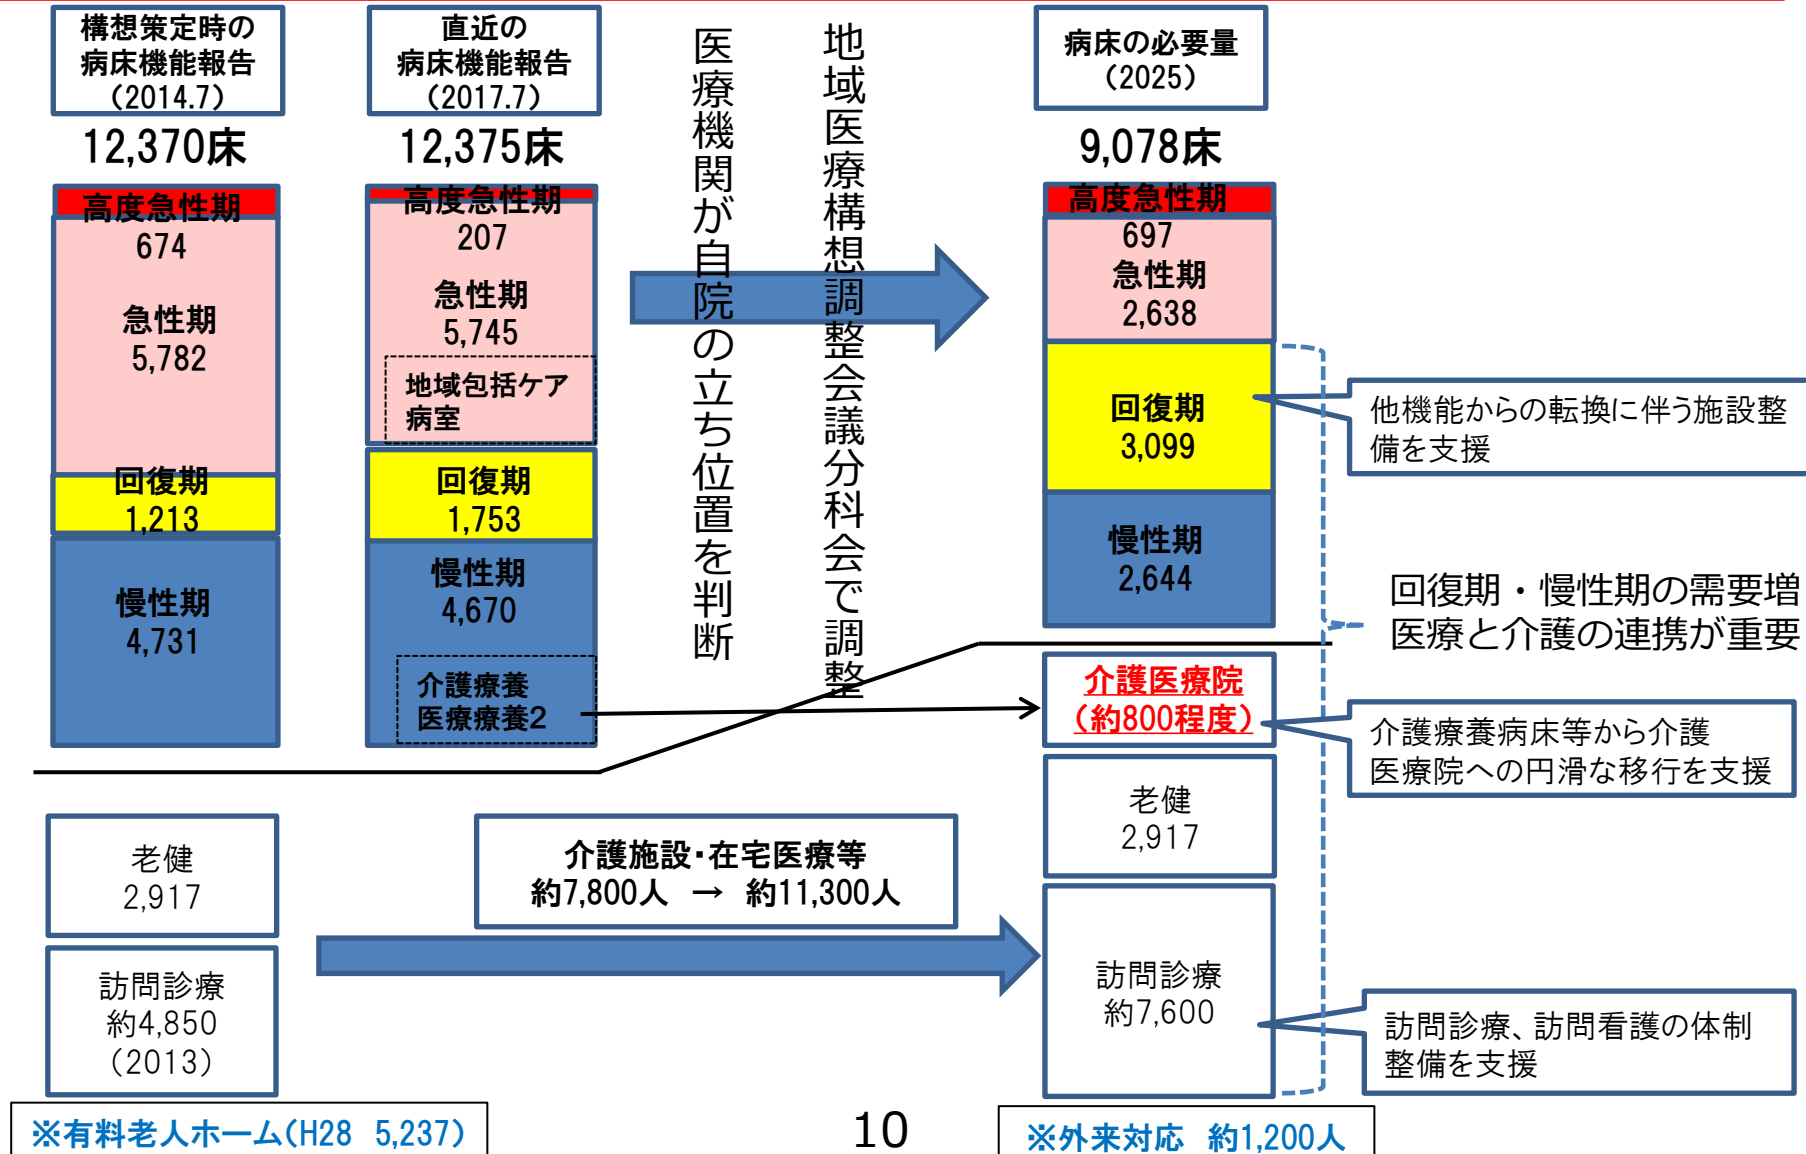 構想策定時の
病床機能報告
（2014.7）
12,370床
高度急性期
674
急性期
5,782
回復期
1,213
慢性期
4,731
直近の
病床機能報告
（2017.7）
12,375床
高度急性期
207
急性期
5,745
地域包括ケア
病室
回復期
1,753
慢性期
4,670
介護療養
医療療養2
医療機関が自院の立ち位置を判断
地域医療構想調整会議分科会で調整
病床の必要量
（2025）
9,078床
高度急性期
697
急性期
2,638
回復期
3,099
慢性期
2,644
他機能からの転換に伴う施設整
備を支援
回復期・慢性期の需要増
医療と介護の連携が重要
介護医療院
（約800程度）
介護療養病床等から介護
医療院への円滑な移行を支援
老健
2,917
訪問診療
約4,850
（2013）
介護施設・在宅医療等
約7,800人 → 約11,300人
老健
2,917
訪問診療
約7,600
訪問診療、訪問看護の体制
整備を支援
※有料老人ホーム（H28 5,237）
10
※外来対応 約1,200人